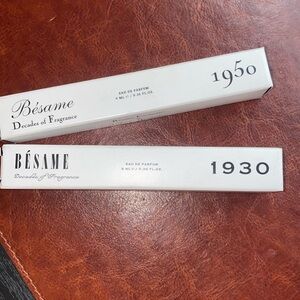 Bésame
Decades of Fragrance
EAU DE PARFUM
1950
BÉSAME
Decades of Fragrance
EAU DE PARFUM
1930